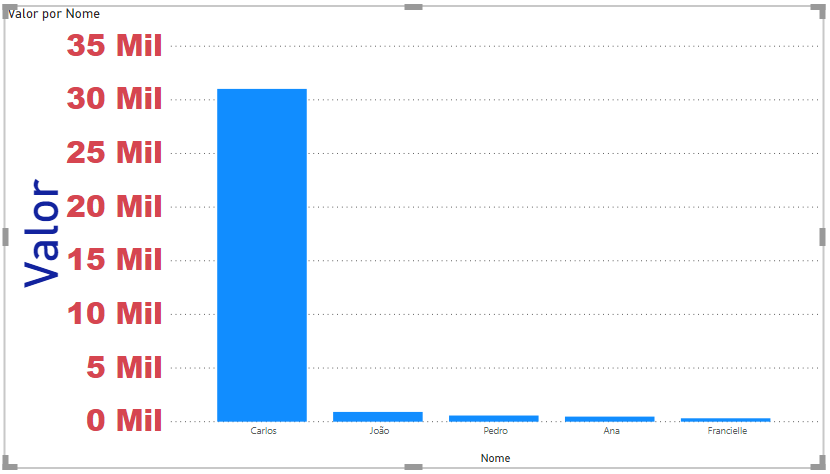 Valor por Nome
35 Mil
30 Mil
25 Mil
20 Mil
15 Mil
10 Mil
5 Mil
0 Mil
Valor
Carlos João Pedro Ana Francielle
Nome